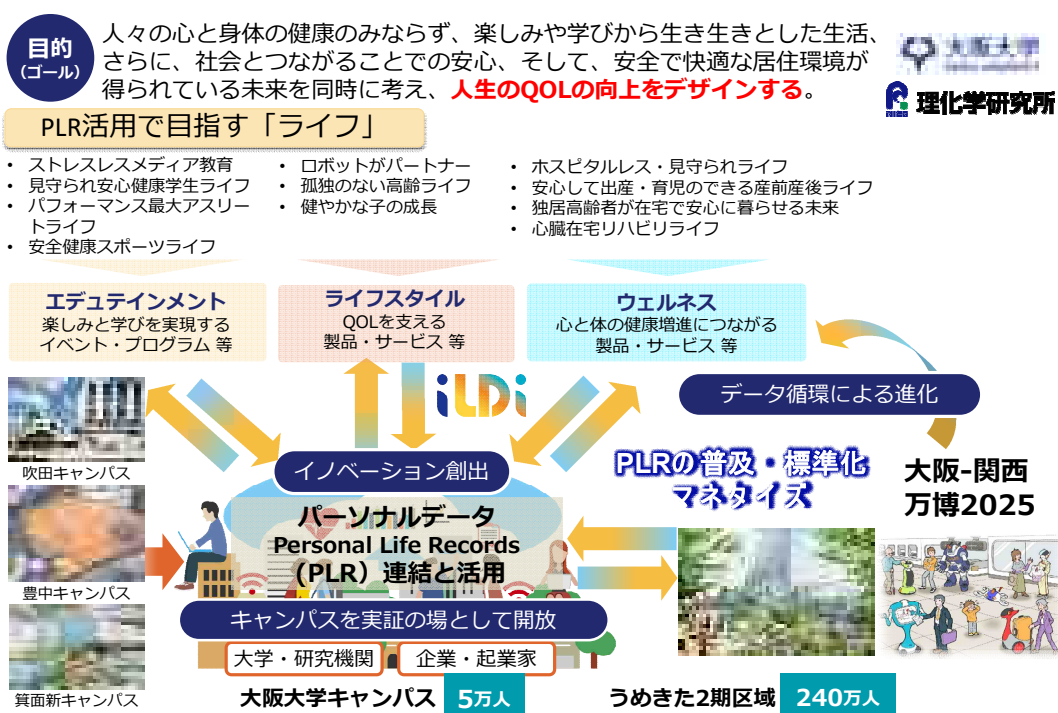 目的
(ゴール)
人々の心と身体の健康のみならず、楽しみや学びから生き生きとした生活、
さらに、社会とつながることでの安心、そして、安全で快適な居住環境が
得られている未来を同時に考え、人生のQOLの向上をデザインする。
理化学研究所
PLR活用で目指す「ライフ」
• ストレスレスメディア教育
• 見守られ安心健康学生ライフ
• パフォーマンス最大アスリー
トライフ
• 安全健康スポーツライフ
• ロボットがパートナー
• 孤独のない高齢ライフ
• 健やかな子の成長
• ホスピタルレス・見守られライフ
• 安心して出産・育児のできる産前産後ライフ
• 独居高齢者が在宅で安心に暮らせる未来
• 心臓在宅リハビリライフ
エデュテインメント
楽しみと学びを実現する
イベント・プログラム 等
ライフスタイル
QOLを支える
製品・サービス 等
ウェルネス
心と体の健康増進につながる
製品・サービス 等
iLDi
データ循環による進化
吹田キャンパス
イノベーション創出
PLRの普及・標準化
マネタイズ
大阪-関西
万博2025
パーソナルデータ
Personal Life Records
（PLR）連結と活用
豊中キャンパス
キャンパスを実証の場として開放
大学・研究機関
企業・起業家
箕面新キャンパス
大阪大学キャンパス 5万人
うめきた2期区域 240万人